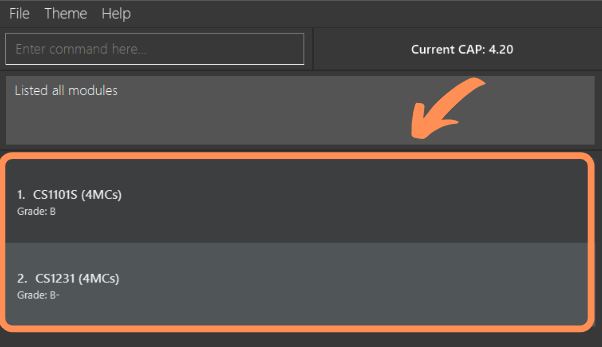 File Theme Help
Enter command here...
Current CAP: 4.20
Listed all modules
1. CS1101S (4MCs)
Grade: B
2. CS1231 (4MCs)
Grade: B-